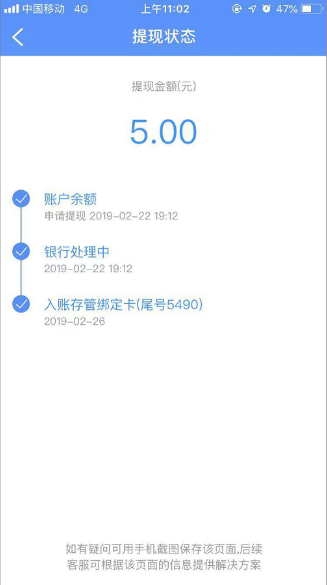 中国移动 4G 上午11:02 47%
提现状态
提现金额(元)
5.00
账户余额
申请提现 2019-02-22 19:12
银行处理中
2019-02-22 19:12
入账存管绑定卡(尾号5490)
2019-02-26
如有疑问可用手机截图保存该页面,后续
客服可根据该页面的信息提供解决方案